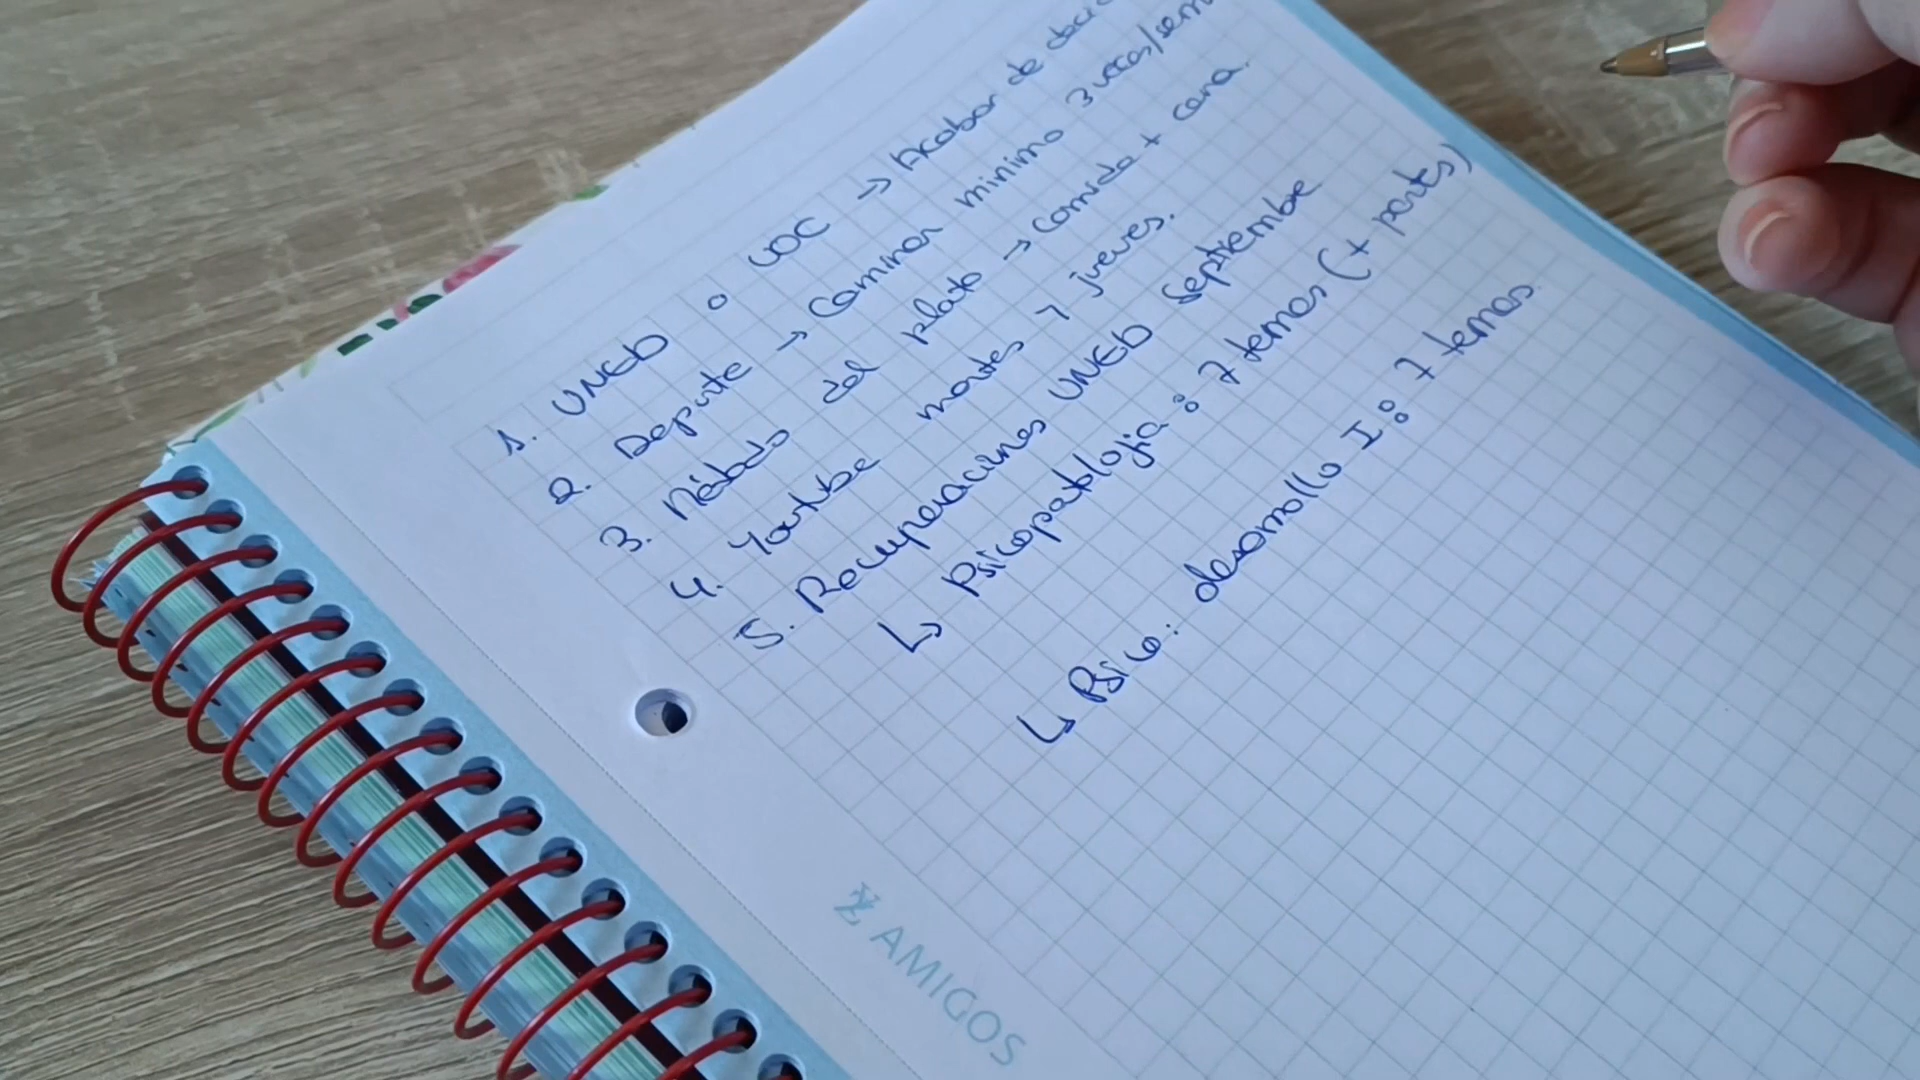 1. UNED o UOC → Acabar de
2. Deporte → Caminar mínimo 3 veces/sem
3. Método del plato → Comida + cena.
4. Youtube martes y jueves.
5. Recuperaciones UNED Septiembre
↳ Psicopatología: 7 temas (+ partes)
↳ Psico: desarrollo I: 7 temas
AMIGOS